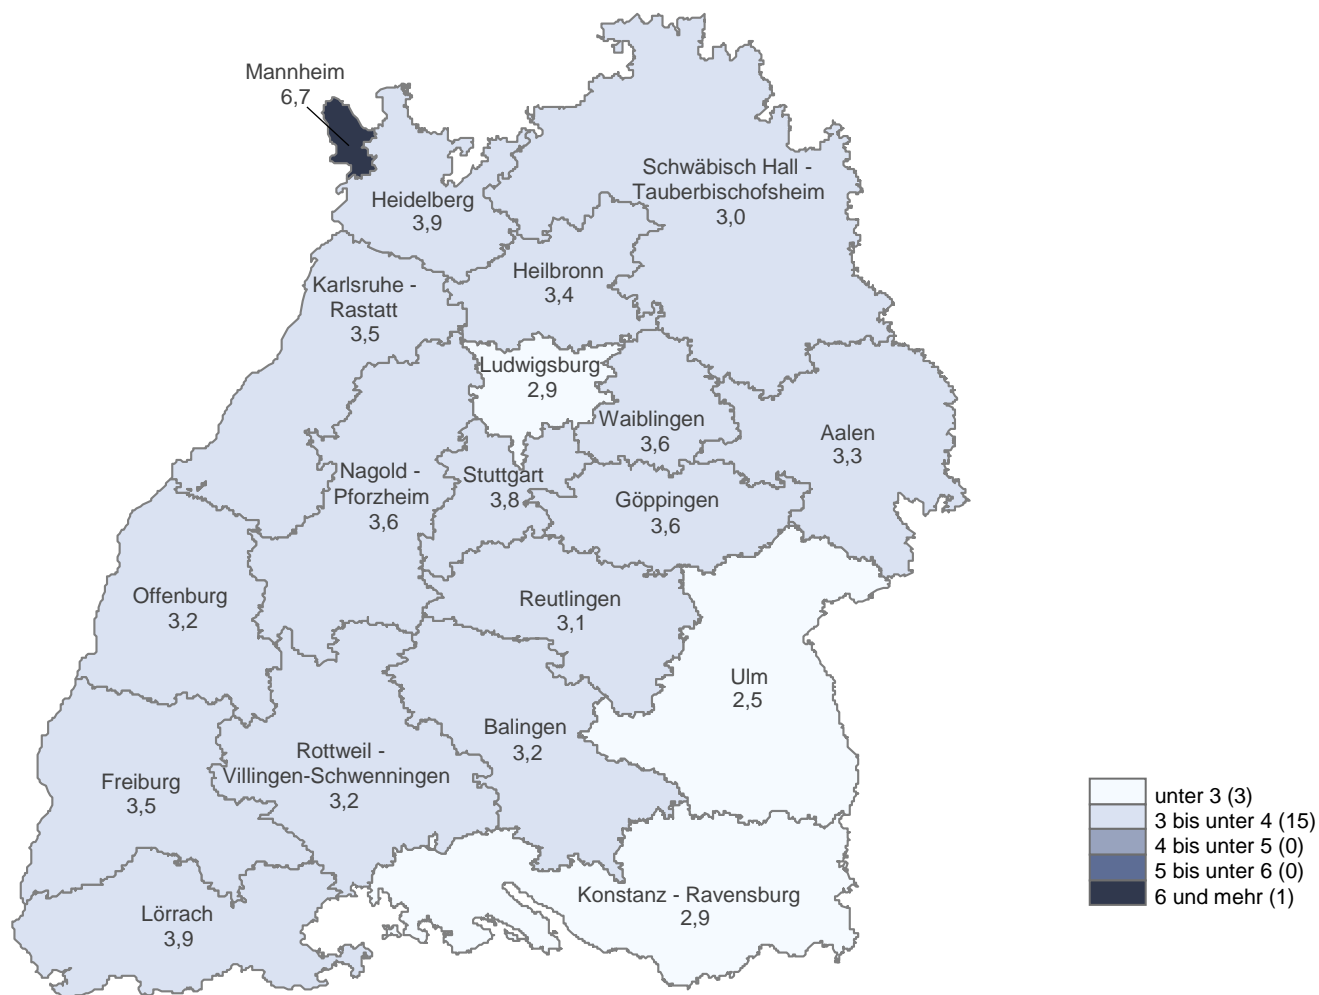 Mannheim
6,7
Schwäbisch Hall -
Tauberbischofsheim
3,0
Heidelberg
3,9
Heilbronn
3,4
Karlsruhe -
Rastatt
3,5
Ludwigsburg
2,9
Waiblingen
3,6
Aalen
3,3
Nagold -
Pforzheim
3,6
Stuttgart
3,8
Göppingen
3,6
Offenburg
3,2
Reutlingen
3,1
Ulm
2,5
Balingen
3,2
Rottweil -
Villingen-Schwenningen
3,2
Freiburg
3,5
Konstanz - Ravensburg
2,9
Lörrach
3,9
unter 3 (3)
3 bis unter 4 (15)
4 bis unter 5 (0)
5 bis unter 6 (0)
6 und mehr (1)